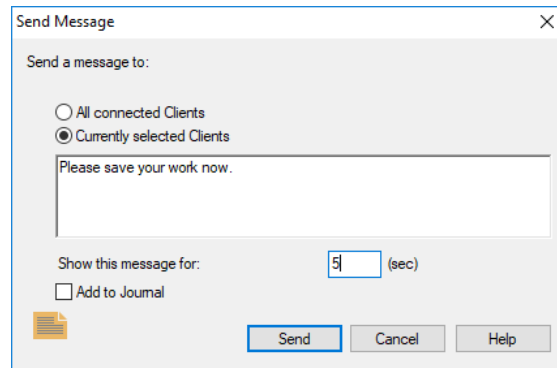 Send Message
Send a message to:
All connected Clients
Currently selected Clients
Please save your work now.
Show this message for: 5 (sec)
Add to Journal
Send Cancel Help